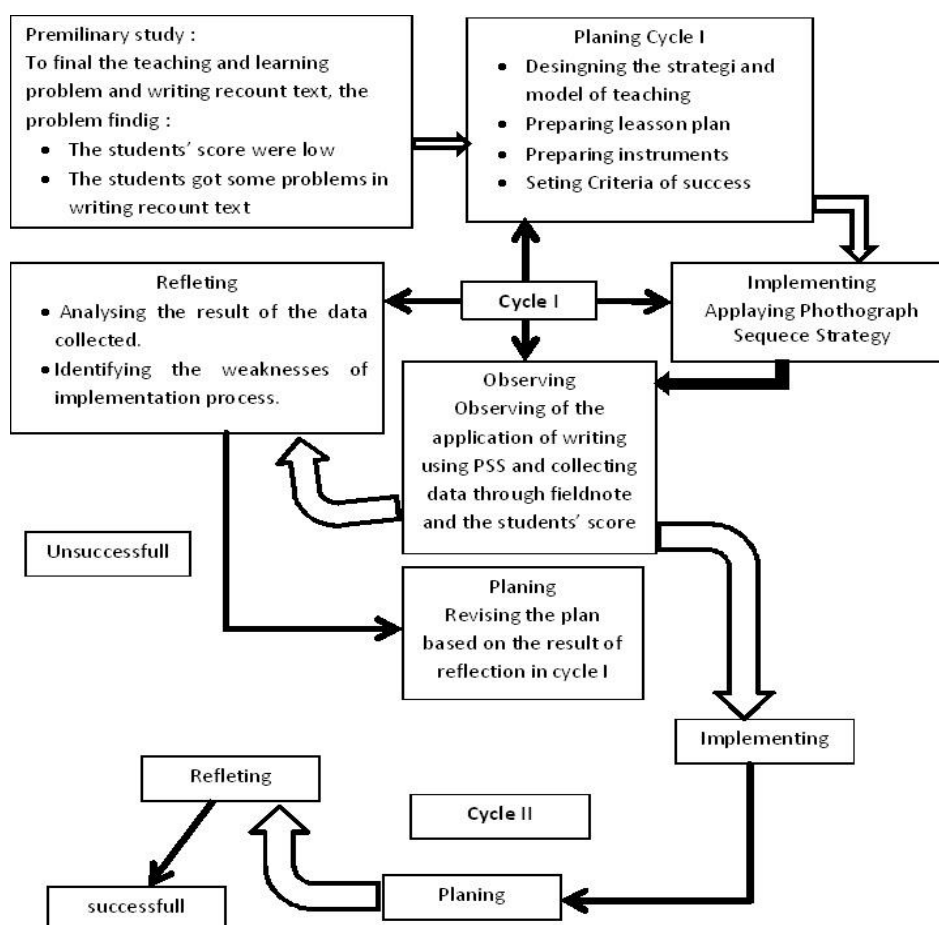 Premilinary study :
To final the teaching and learning
problem and writing recount text, the
problem findig :
• The students' score were low
• The students got some problems in
writing recount text
Planing Cycle I
• Desingning the strategi and
model of teaching
• Preparing leasson plan
• Preparing instruments
• Seting Criteria of success
Refleting
• Analysing the result of the data
collected.
• Identifying the weaknesses of
implementation process.
Cycle I
Implementing
Applaying Phothograph
Sequece Strategy
Observing
Observing of the
application of writing
using PSS and collecting
data through fieldnote
and the students' score
Unsuccessfull
Planing
Revising the plan
based on the result of
reflection in cycle I
Implementing
Refleting
Cycle II
Planing
successfull